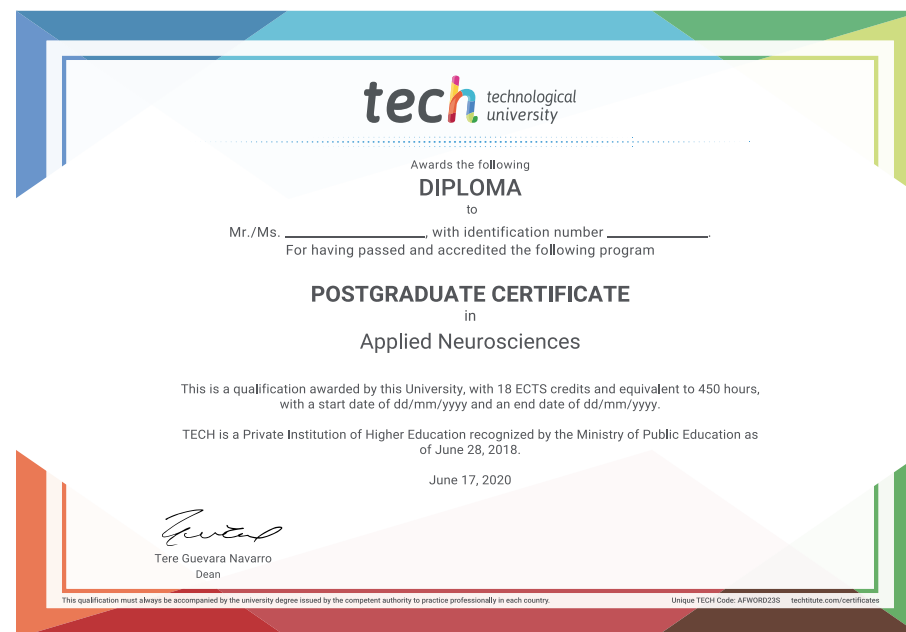 tech technological
university
Awards the following
DIPLOMA
to
Mr./Ms. ____________, with identification number ____________.
For having passed and accredited the following program
POSTGRADUATE CERTIFICATE
in
Applied Neurosciences
This is a qualification awarded by this University, with 18 ECTS credits and equivalent to 450 hours,
with a start date of dd/mm/yyyy and an end date of dd/mm/yyyy.
TECH is a Private Institution of Higher Education recognized by the Ministry of Public Education as
of June 28, 2018.
June 17, 2020
Tere Guevara Navarro
Dean
This qualification must always be accompanied by the university degree issued by the competent authority to practice professionally in each country. Unique TECH Code: AFWORD23S techtitute.com/certificates